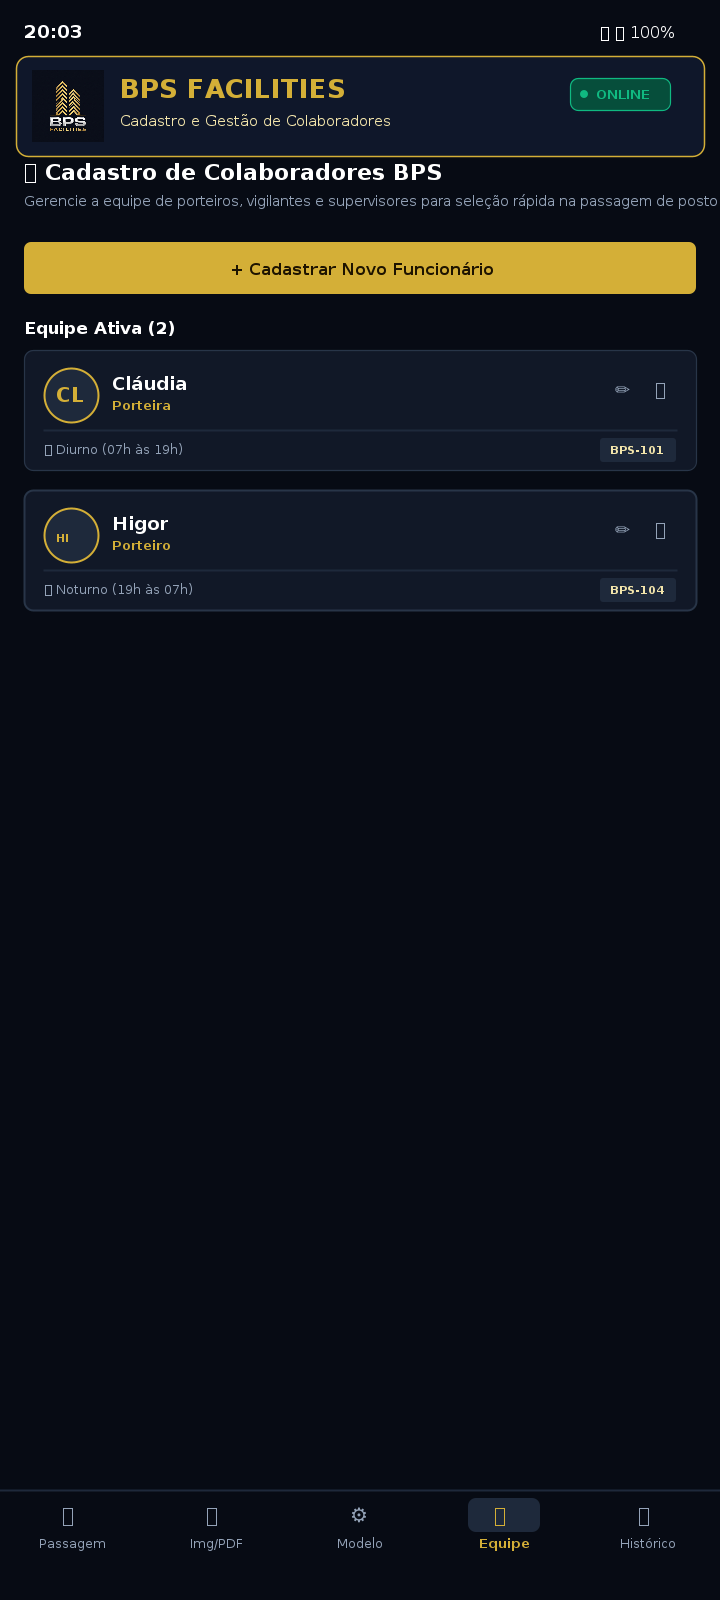 20:03
100%
BPS FACILITIES
Cadastro e Gestão de Colaboradores
ONLINE
BPS
FACILITIES
Cadastro de Colaboradores BPS
Gerencie a equipe de porteiros, vigilantes e supervisores para seleção rápida na passagem de posto
+ Cadastrar Novo Funcionário
Equipe Ativa (2)
CL
Cláudia
Porteira
Diurno (07h às 19h)
BPS-101
HI
Higor
Porteiro
Noturno (19h às 07h)
BPS-104
Passagem
Img/PDF
Modelo
Equipe
Histórico